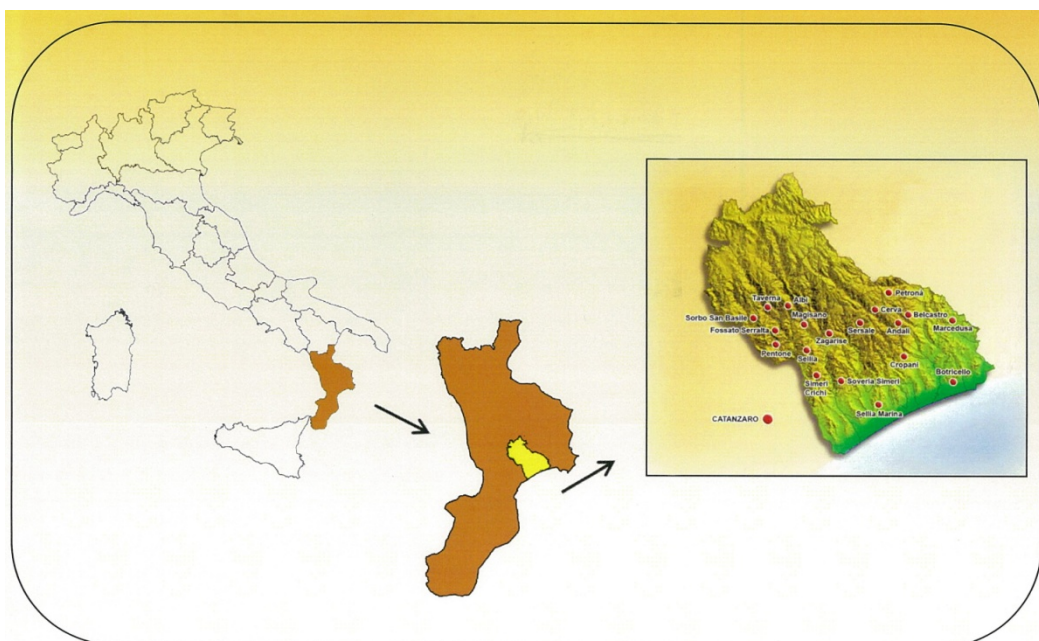 Petronà
Taverna
Albi
Cerva
Magisano
Belcastro
Sorbo San Basile
Marcedusa
Fossato Serralta
Sersale
Andali
Zagarise
Pentone
Sellia
Cropani
Botricello
Simeri
Crichi
Soveria Simeri
Sellia Marina
CATANZARO